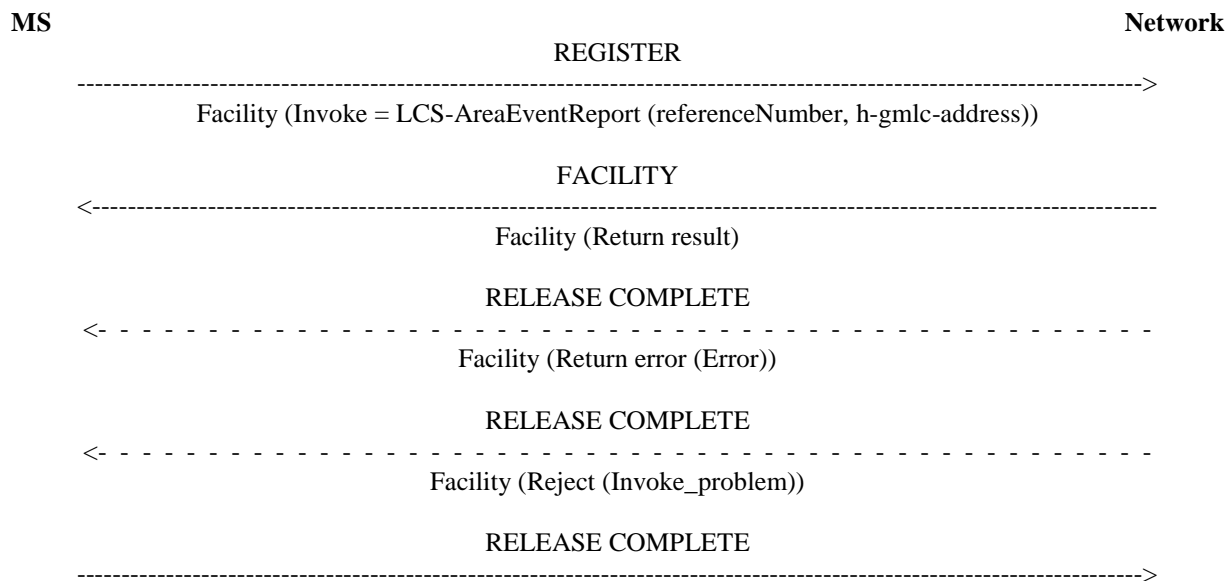 MS Network
REGISTER
Facility (Invoke = LCS-AreaEventReport (referenceNumber, h-gmlc-address))
FACILITY
Facility (Return result)
RELEASE COMPLETE
Facility (Return error (Error))
RELEASE COMPLETE
Facility (Reject (Invoke_problem))
RELEASE COMPLETE